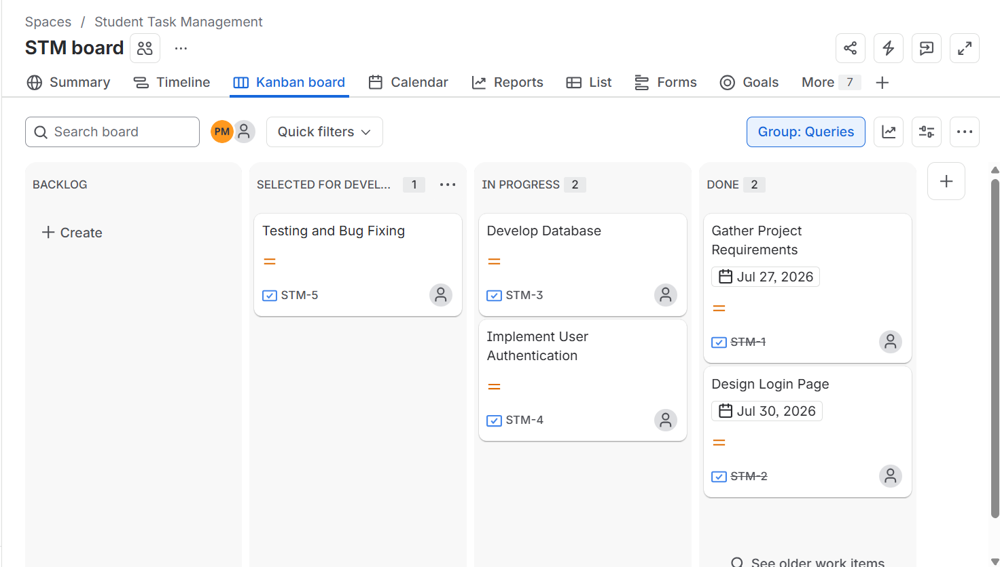 Spaces / Student Task Management
STM board
Summary Timeline Kanban board Calendar Reports List Forms Goals More 7
Search board PM Quick filters Group: Queries
BACKLOG
Create
SELECTED FOR DEVEL... 1
Testing and Bug Fixing
STM-5
IN PROGRESS 2
Develop Database
STM-3
Implement User
Authentication
STM-4
DONE 2
Gather Project
Requirements
Jul 27, 2026
STM-1
Design Login Page
Jul 30, 2026
STM-2
See older work items